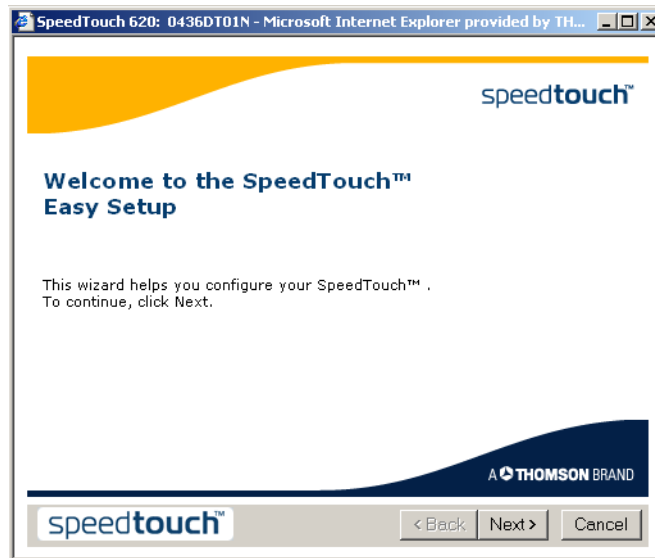 SpeedTouch 620: 0436DT01N - Microsoft Internet Explorer provided by TH...
speedtouch™
Welcome to the SpeedTouch™
Easy Setup
This wizard helps you configure your SpeedTouch™ .
To continue, click Next.
A THOMSON BRAND
speedtouch™
< Back Next > Cancel